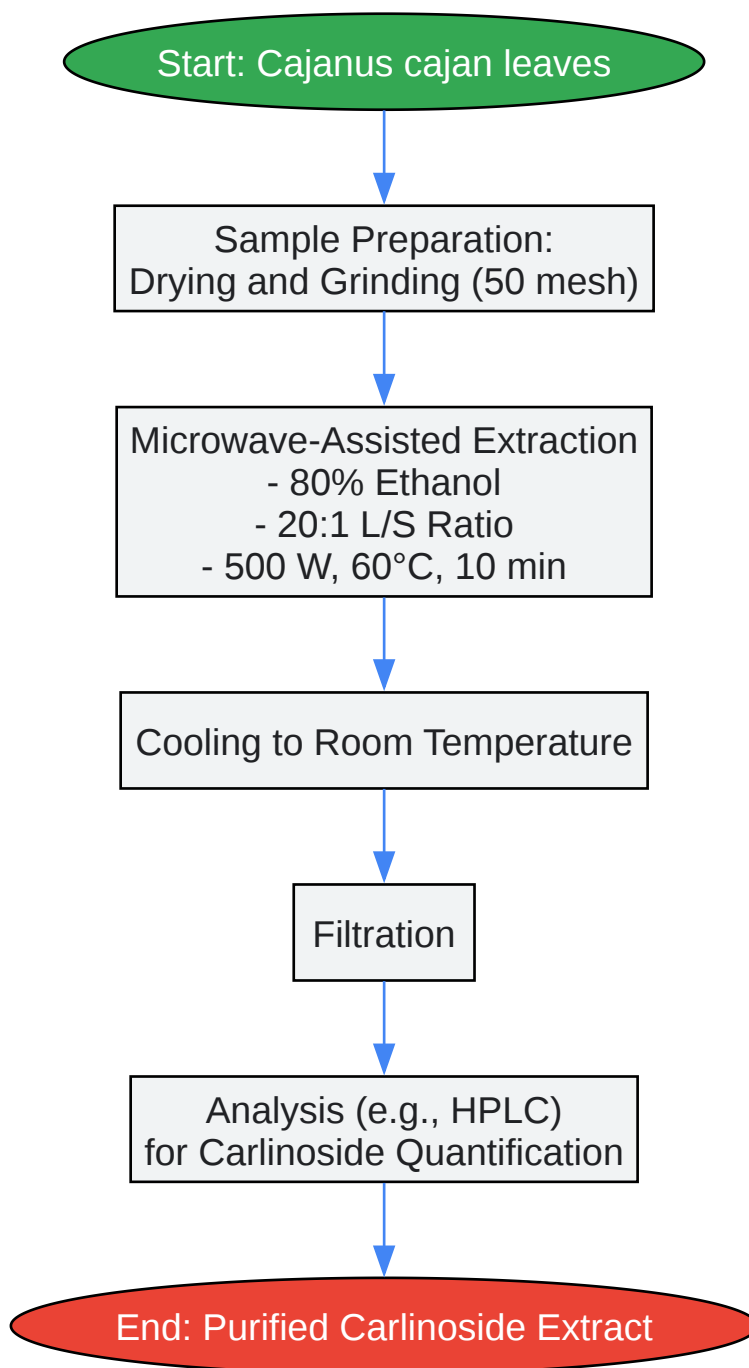 Start: Cajanus cajan leaves
Sample Preparation:
Drying and Grinding (50 mesh)
Microwave-Assisted Extraction
- 80% Ethanol
- 20:1 L/S Ratio
- 500 W, 60°C, 10 min
Cooling to Room Temperature
Filtration
Analysis (e.g., HPLC)
for Carlinoside Quantification
End: Purified Carlinoside Extract